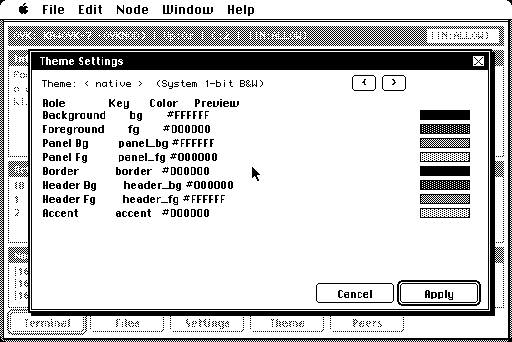 File Edit Node Window Help
[IN:ALLOW]
Theme Settings
Theme: < native > (System 1-bit B&W)
< >
Role Key Color Preview
Background bg #FFFFFF
Foreground fg #000000
Panel Bg panel_bg #FFFFFF
Panel Fg panel_fg #000000
Border border #000000
Header Bg header_bg #000000
Header Fg header_fg #FFFFFF
Accent accent #000000
Cancel Apply
Terminal Files Settings Theme Peers